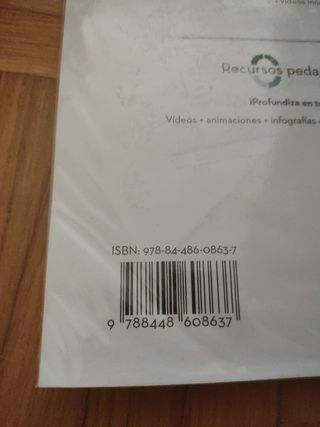 Recursos peda
¡Profundiza en t
Vídeos + animaciones + infografías
ISBN: 978-84-486-0863-7
9 788448 608637